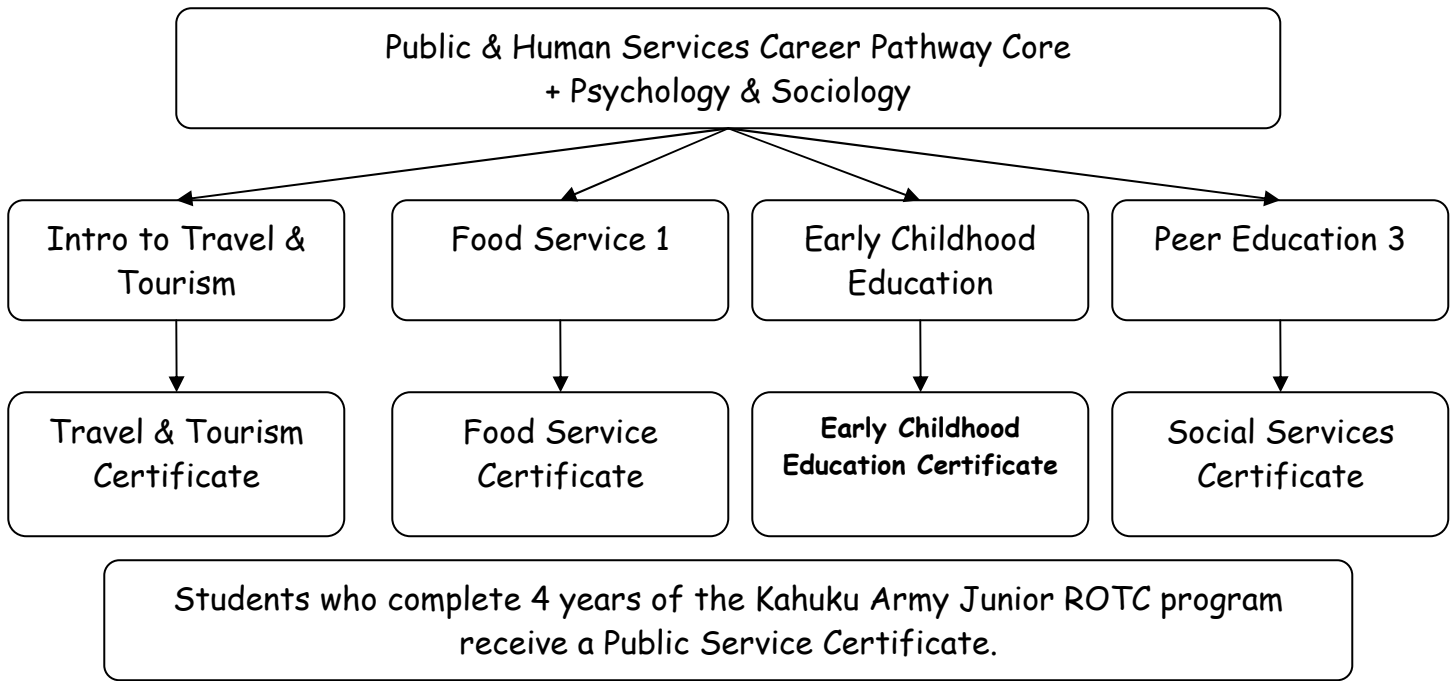 Public & Human Services Career Pathway Core
+ Psychology & Sociology
Intro to Travel &
Tourism
Food Service 1
Early Childhood
Education
Peer Education 3
Travel & Tourism
Certificate
Food Service
Certificate
Early Childhood
Education Certificate
Social Services
Certificate
Students who complete 4 years of the Kahuku Army Junior ROTC program
receive a Public Service Certificate.